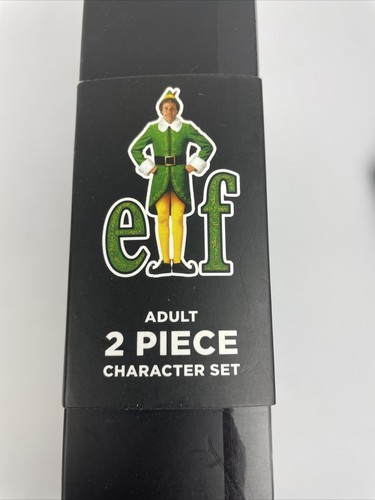 elf
ADULT
2 PIECE
CHARACTER SET